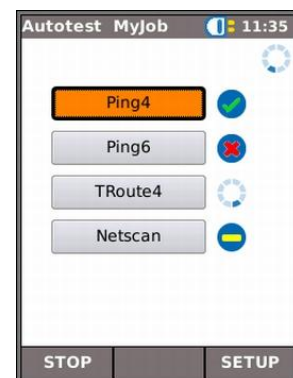 Autotest MyJob 11:35
Ping4
Ping6
TRoute4
Netscan
STOP SETUP